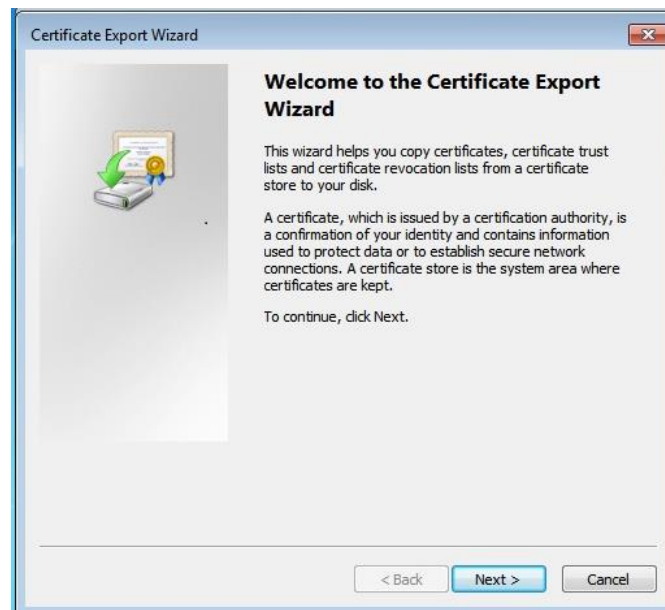 Certificate Export Wizard
Welcome to the Certificate Export
Wizard
This wizard helps you copy certificates, certificate trust
lists and certificate revocation lists from a certificate
store to your disk.
A certificate, which is issued by a certification authority, is
a confirmation of your identity and contains information
used to protect data or to establish secure network
connections. A certificate store is the system area where
certificates are kept.
To continue, click Next.
< Back
Next >
Cancel